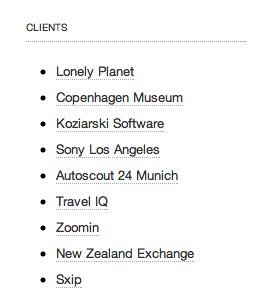 CLIENTS
Lonely Planet
Copenhagen Museum
Koziarski Software
Sony Los Angeles
Autoscout 24 Munich
Travel IQ
Zoomin
New Zealand Exchange
Sxip